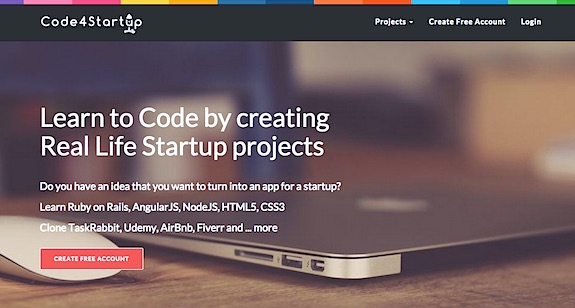 Code4Startup
Projects
Create Free Account
Login
Learn to Code by creating
Real Life Startup projects
Do you have an idea that you want to turn into an app for a startup?
Learn Ruby on Rails, AngularJS, NodeJS, HTML5, CSS3
Clone TaskRabbit, Udemy, AirBnb, Fiverr and ... more
CREATE FREE ACCOUNT